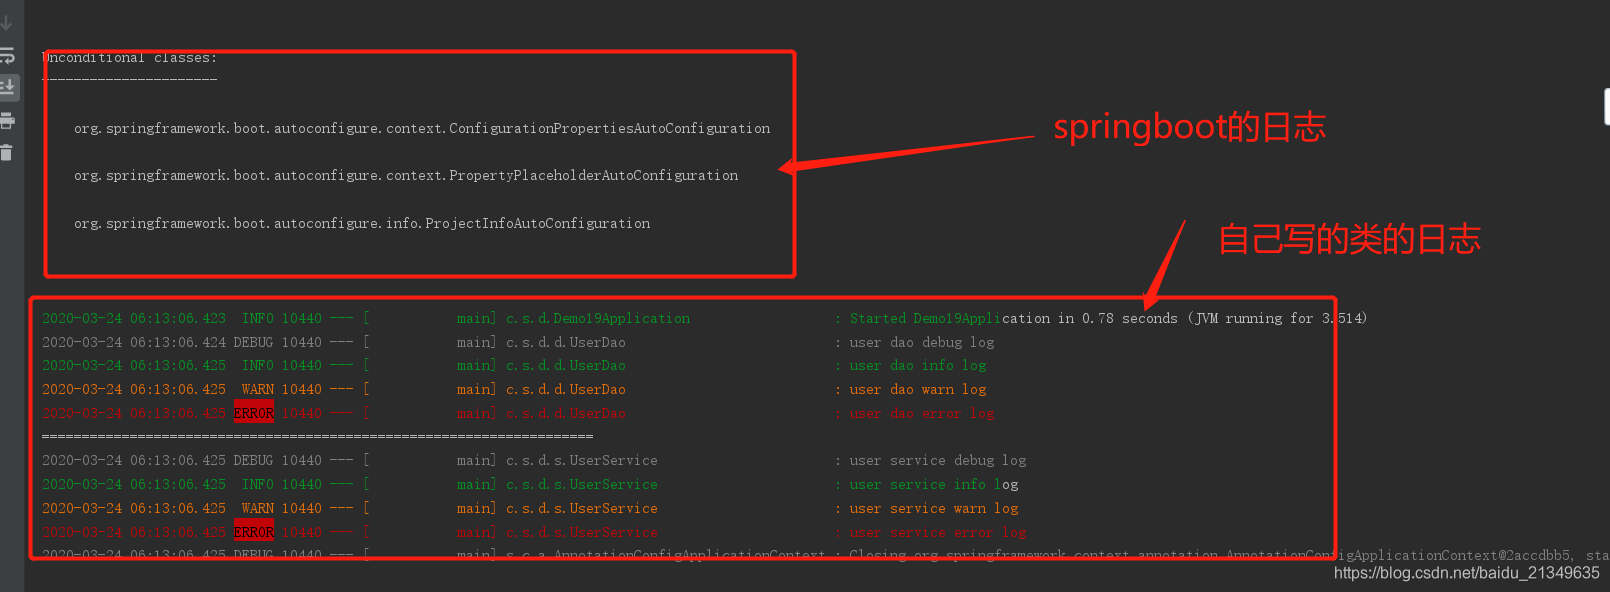 Unconditional classes:
----------------------
org.springframework.boot.autoconfigure.context.ConfigurationPropertiesAutoConfiguration
springboot的日志
org.springframework.boot.autoconfigure.context.PropertyPlaceholderAutoConfiguration
org.springframework.boot.autoconfigure.info.ProjectInfoAutoConfiguration
自己写的类的日志
2020-03-24 06:13:06.423  INFO 10440 --- [           main] c.s.d.Demo19Application                  : Started Demo19Application in 0.78 seconds (JVM running for 3.514)
2020-03-24 06:13:06.424 DEBUG 10440 --- [           main] c.s.d.d.UserDao                          : user dao debug log
2020-03-24 06:13:06.425  INFO 10440 --- [           main] c.s.d.d.UserDao                          : user dao info log
2020-03-24 06:13:06.425  WARN 10440 --- [           main] c.s.d.d.UserDao                          : user dao warn log
2020-03-24 06:13:06.425 ERROR 10440 --- [           main] c.s.d.d.UserDao                          : user dao error log
=====================================================================
2020-03-24 06:13:06.425 DEBUG 10440 --- [           main] c.s.d.s.UserService                      : user service debug log
2020-03-24 06:13:06.425  INFO 10440 --- [           main] c.s.d.s.UserService                      : user service info log
2020-03-24 06:13:06.425  WARN 10440 --- [           main] c.s.d.s.UserService                      : user service warn log
2020-03-24 06:13:06.425 ERROR 10440 --- [           main] c.s.d.s.UserService                      : user service error log
2020-03-24 06:13:06.425 DEBUG 10440 --- [           main] s.c.a.AnnotationConfigApplicationContext : Closing org.springframework.context.annotation.AnnotationConfigApplicationContext@2accdbb5, sta
https://blog.csdn.net/baidu_21349635